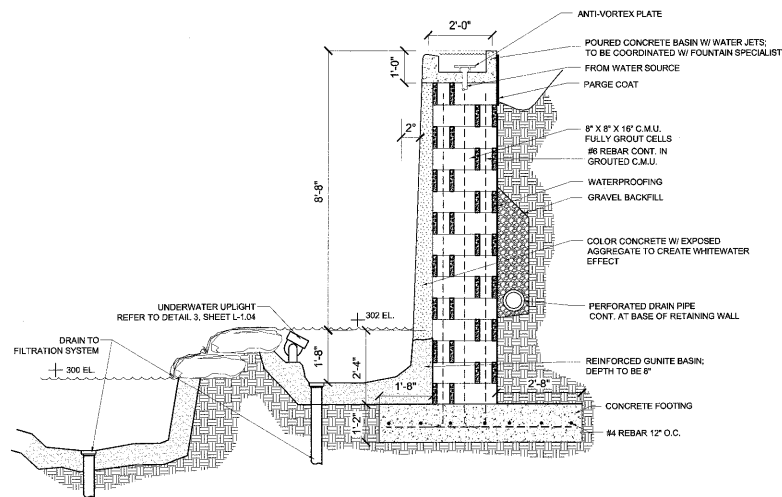 2'-0"
ANTI-VORTEX PLATE
POURED CONCRETE BASIN W/ WATER JETS;
TO BE COORDINATED W/ FOUNTAIN SPECIALIST
1'-0"
FROM WATER SOURCE
PARGE COAT
2"
8" X 8" X 16" C.M.U.
FULLY GROUT CELLS
#6 REBAR CONT. IN
GROUTED C.M.U.
8'-8"
WATERPROOFING
GRAVEL BACKFILL
COLOR CONCRETE W/ EXPOSED
AGGREGATE TO CREATE WHITEWATER
EFFECT
UNDERWATER UPLIGHT
REFER TO DETAIL 3, SHEET L-1.04
302 EL.
PERFORATED DRAIN PIPE
CONT. AT BASE OF RETAINING WALL
DRAIN TO
FILTRATION SYSTEM
300 EL.
1'-8"
2'-4"
REINFORCED GUNITE BASIN;
DEPTH TO BE 8"
1'-8"
2'-8"
CONCRETE FOOTING
1'-2"
#4 REBAR 12" O.C.